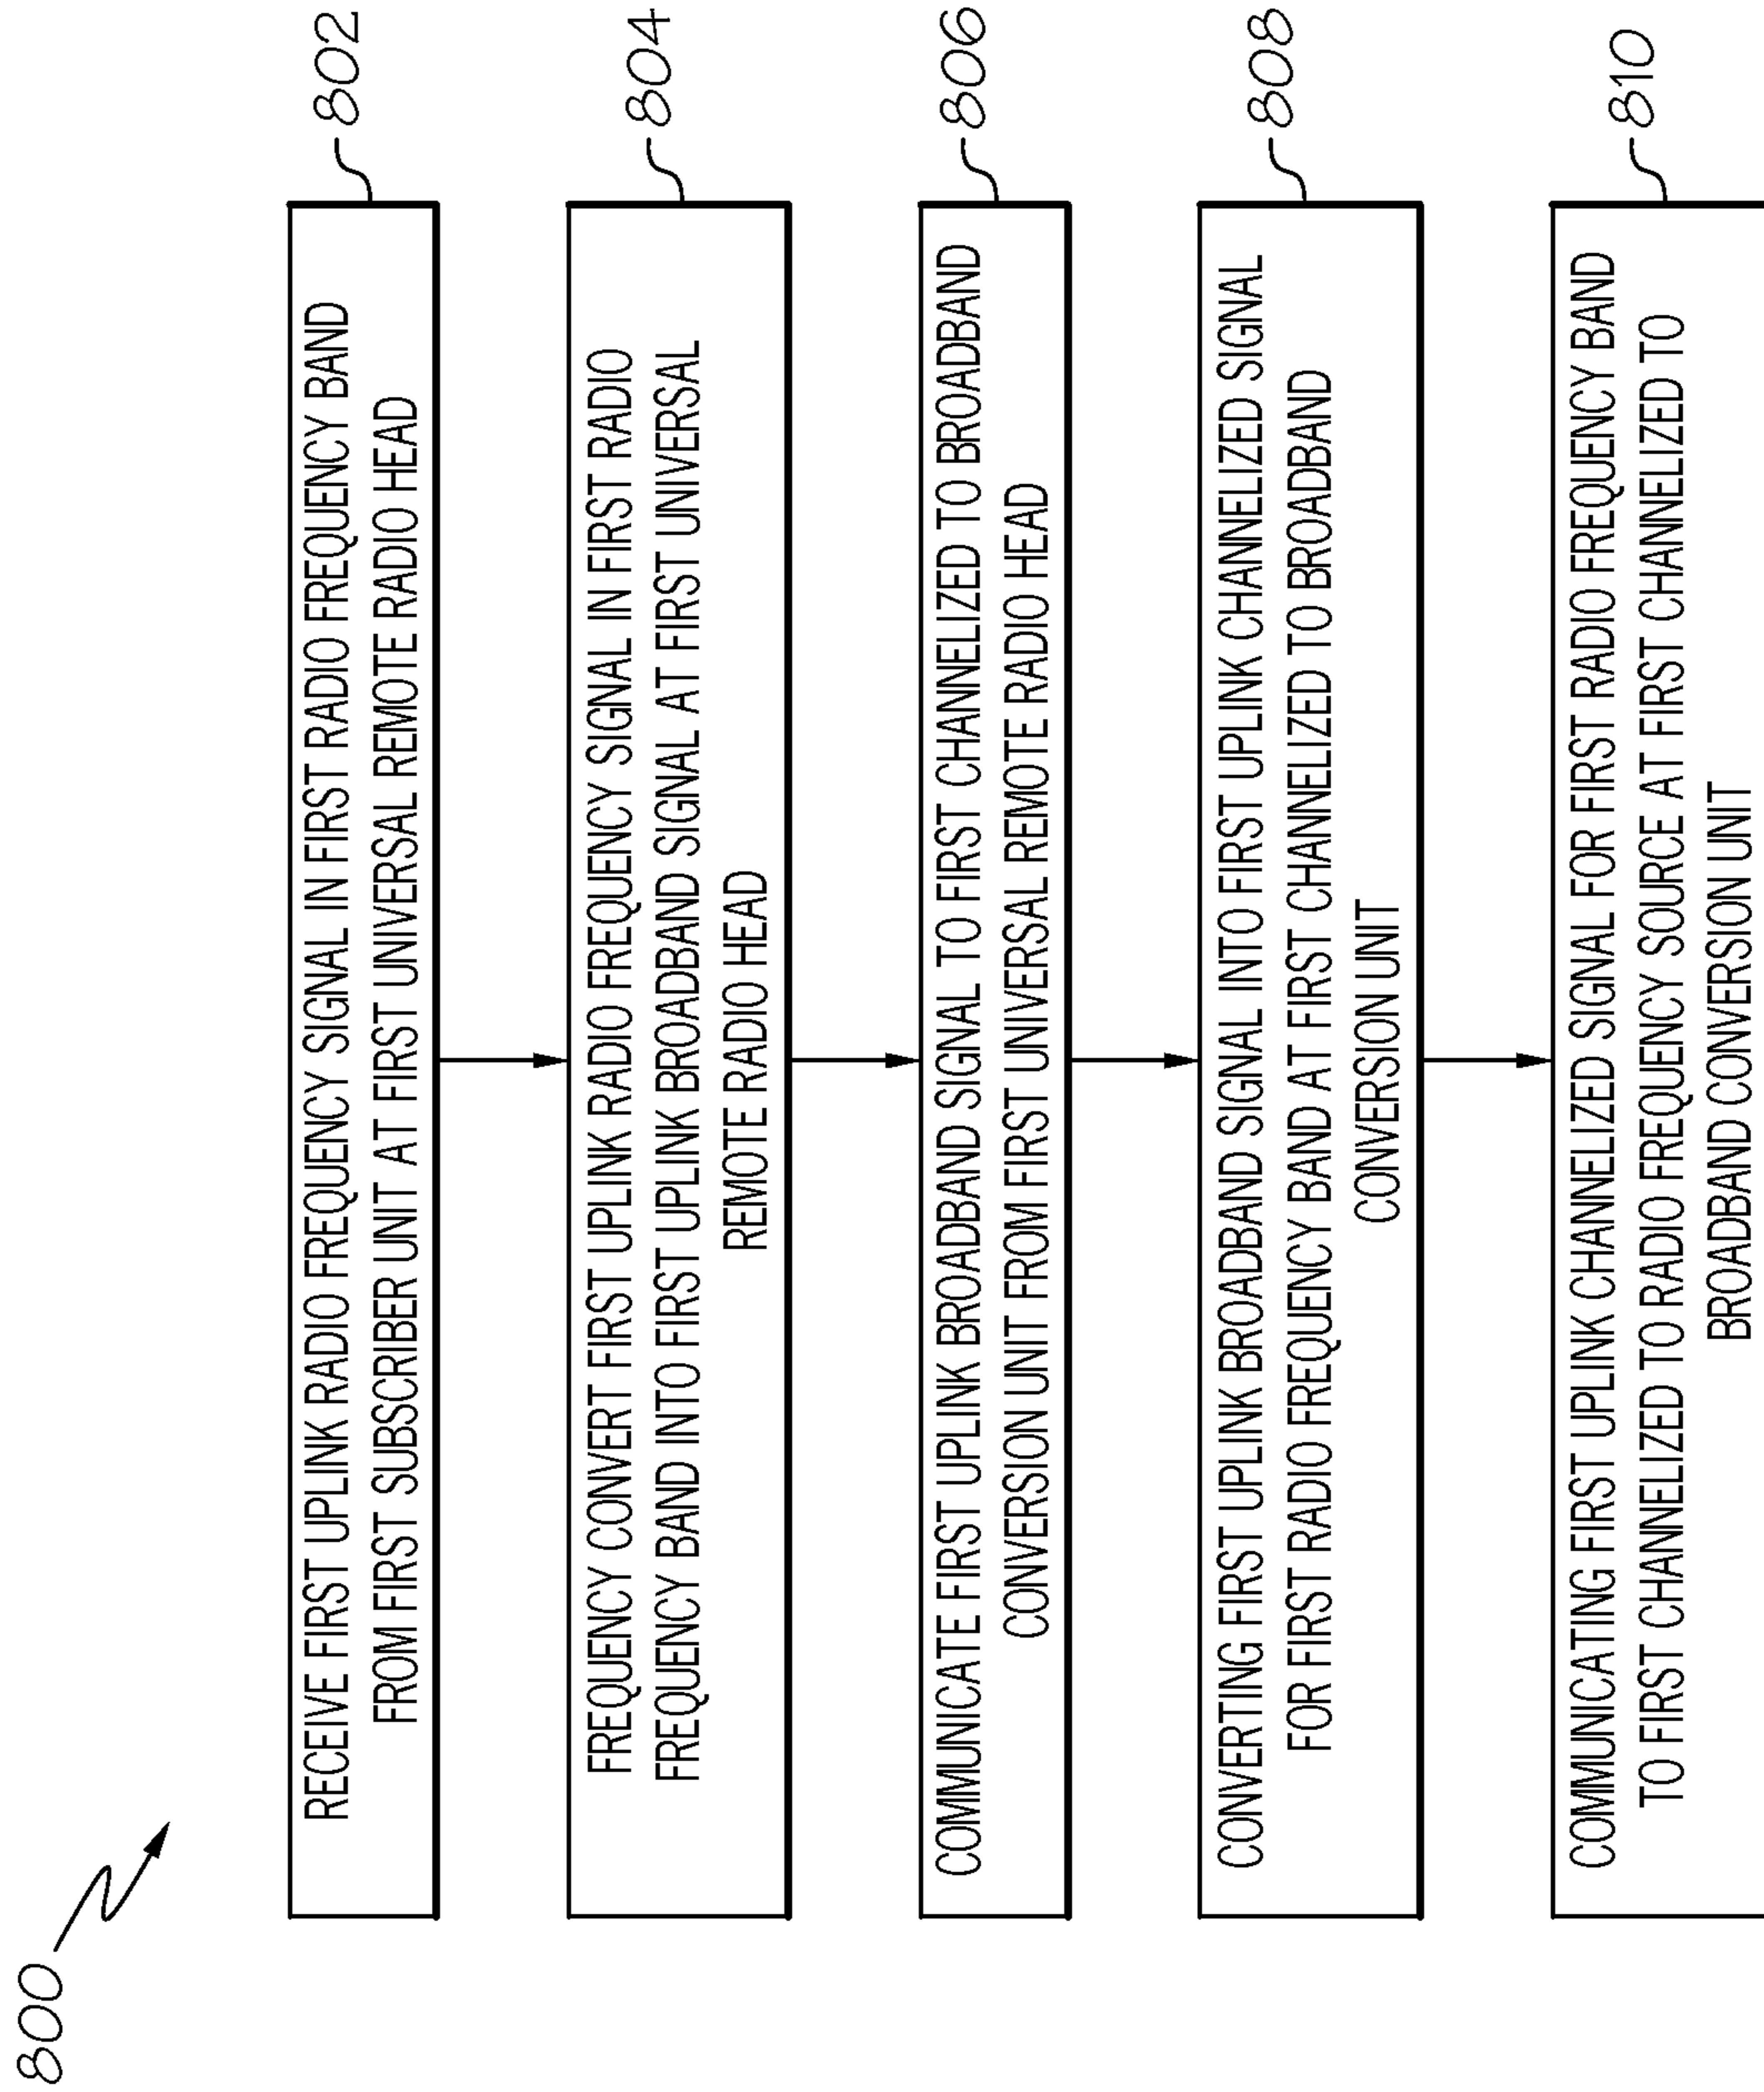 800
RECEIVE FIRST UPLINK RADIO FREQUENCY SIGNAL IN FIRST RADIO FREQUENCY BAND
FROM FIRST SUBSCRIBER UNIT AT FIRST UNIVERSAL REMOTE RADIO HEAD
802
FREQUENCY CONVERT FIRST UPLINK RADIO FREQUENCY SIGNAL IN FIRST RADIO
FREQUENCY BAND INTO FIRST UPLINK BROADBAND SIGNAL AT FIRST UNIVERSAL
REMOTE RADIO HEAD
804
COMMUNICATE FIRST UPLINK BROADBAND SIGNAL TO FIRST CHANNELIZED TO BROADBAND
CONVERSION UNIT FROM FIRST UNIVERSAL REMOTE RADIO HEAD
806
CONVERTING FIRST UPLINK BROADBAND SIGNAL INTO FIRST UPLINK CHANNELIZED SIGNAL
FOR FIRST RADIO FREQUENCY BAND AT FIRST CHANNELIZED TO BROADBAND
CONVERSION UNIT
808
COMMUNICATING FIRST UPLINK CHANNELIZED SIGNAL FOR FIRST RADIO FREQUENCY BAND
TO FIRST CHANNELIZED TO RADIO FREQUENCY SOURCE AT FIRST CHANNELIZED TO
BROADBAND CONVERSION UNIT
810